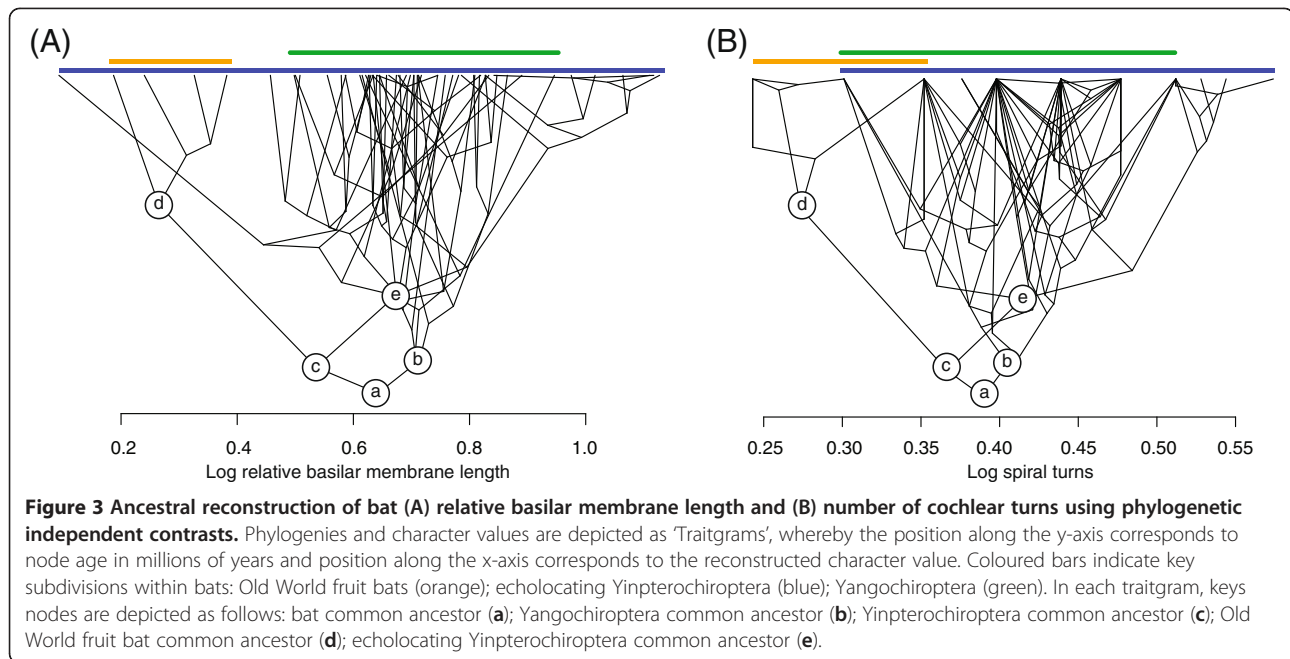 (A)
(B)
d
e
b
c
a
d
e
b
c
a
0.2 0.4 0.6 0.8 1.0
Log relative basilar membrane length
0.25 0.30 0.35 0.40 0.45 0.50 0.55
Log spiral turns
Figure 3 Ancestral reconstruction of bat (A) relative basilar membrane length and (B) number of cochlear turns using phylogenetic
independent contrasts. Phylogenies and character values are depicted as 'Traitgrams', whereby the position along the y-axis corresponds to
node age in millions of years and position along the x-axis corresponds to the reconstructed character value. Coloured bars indicate key
subdivisions within bats: Old World fruit bats (orange); echolocating Yinpterochiroptera (blue); Yangochiroptera (green). In each traitgram, keys
nodes are depicted as follows: bat common ancestor (a); Yangochiroptera common ancestor (b); Yinpterochiroptera common ancestor (c); Old
World fruit bat common ancestor (d); echolocating Yinpterochiroptera common ancestor (e).